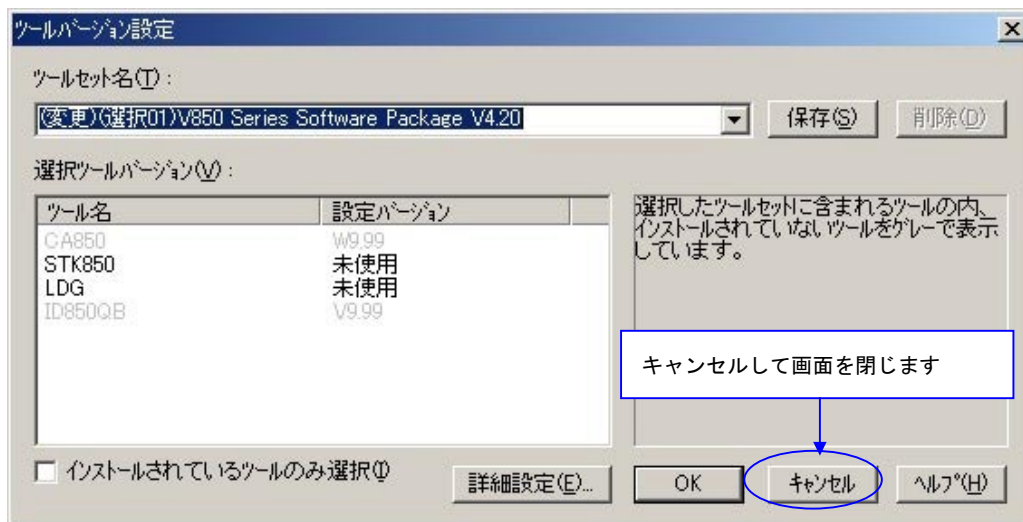 ツールバージョン設定
ツールセット名(T):
(変更)(選択01)V850 Series Software Package V4.20
保存(S)
削除(D)
選択ツールバージョン(V):
ツール名 設定バージョン
CA850 W9.99
STK850 未使用
LDG 未使用
ID850QB V9.99
選択したツールセットに含まれるツールの内、
インストールされていないツールをグレーで表示
しています。
キャンセルして画面を閉じます
インストールされているツールのみ選択(I)
詳細設定(E)...
OK
キャンセル
ヘルプ(H)